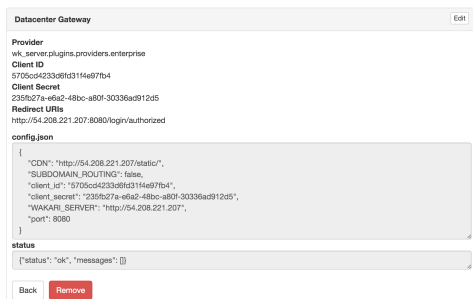 Datacenter Gateway
Edit
Provider
wk_server.plugins.providers.enterprise
Client ID
5705cd4233d6fd31f4e97fb4
Client Secret
235fb27a-e6a2-48bc-a80f-30336ad912d5
Redirect URIs
http://54.208.221.207:8080/login/authorized
config.json
{
"CDN": "http://54.208.221.207/static/",
"SUBDOMAIN_ROUTING": false,
"client_id": "5705cd4233d6fd31f4e97fb4",
"client_secret": "235fb27a-e6a2-48bc-a80f-30336ad912d5",
"WAKARI_SERVER": "http://54.208.221.207",
"port": 8080
}
status
{"status": "ok", "messages": []}
Back
Remove